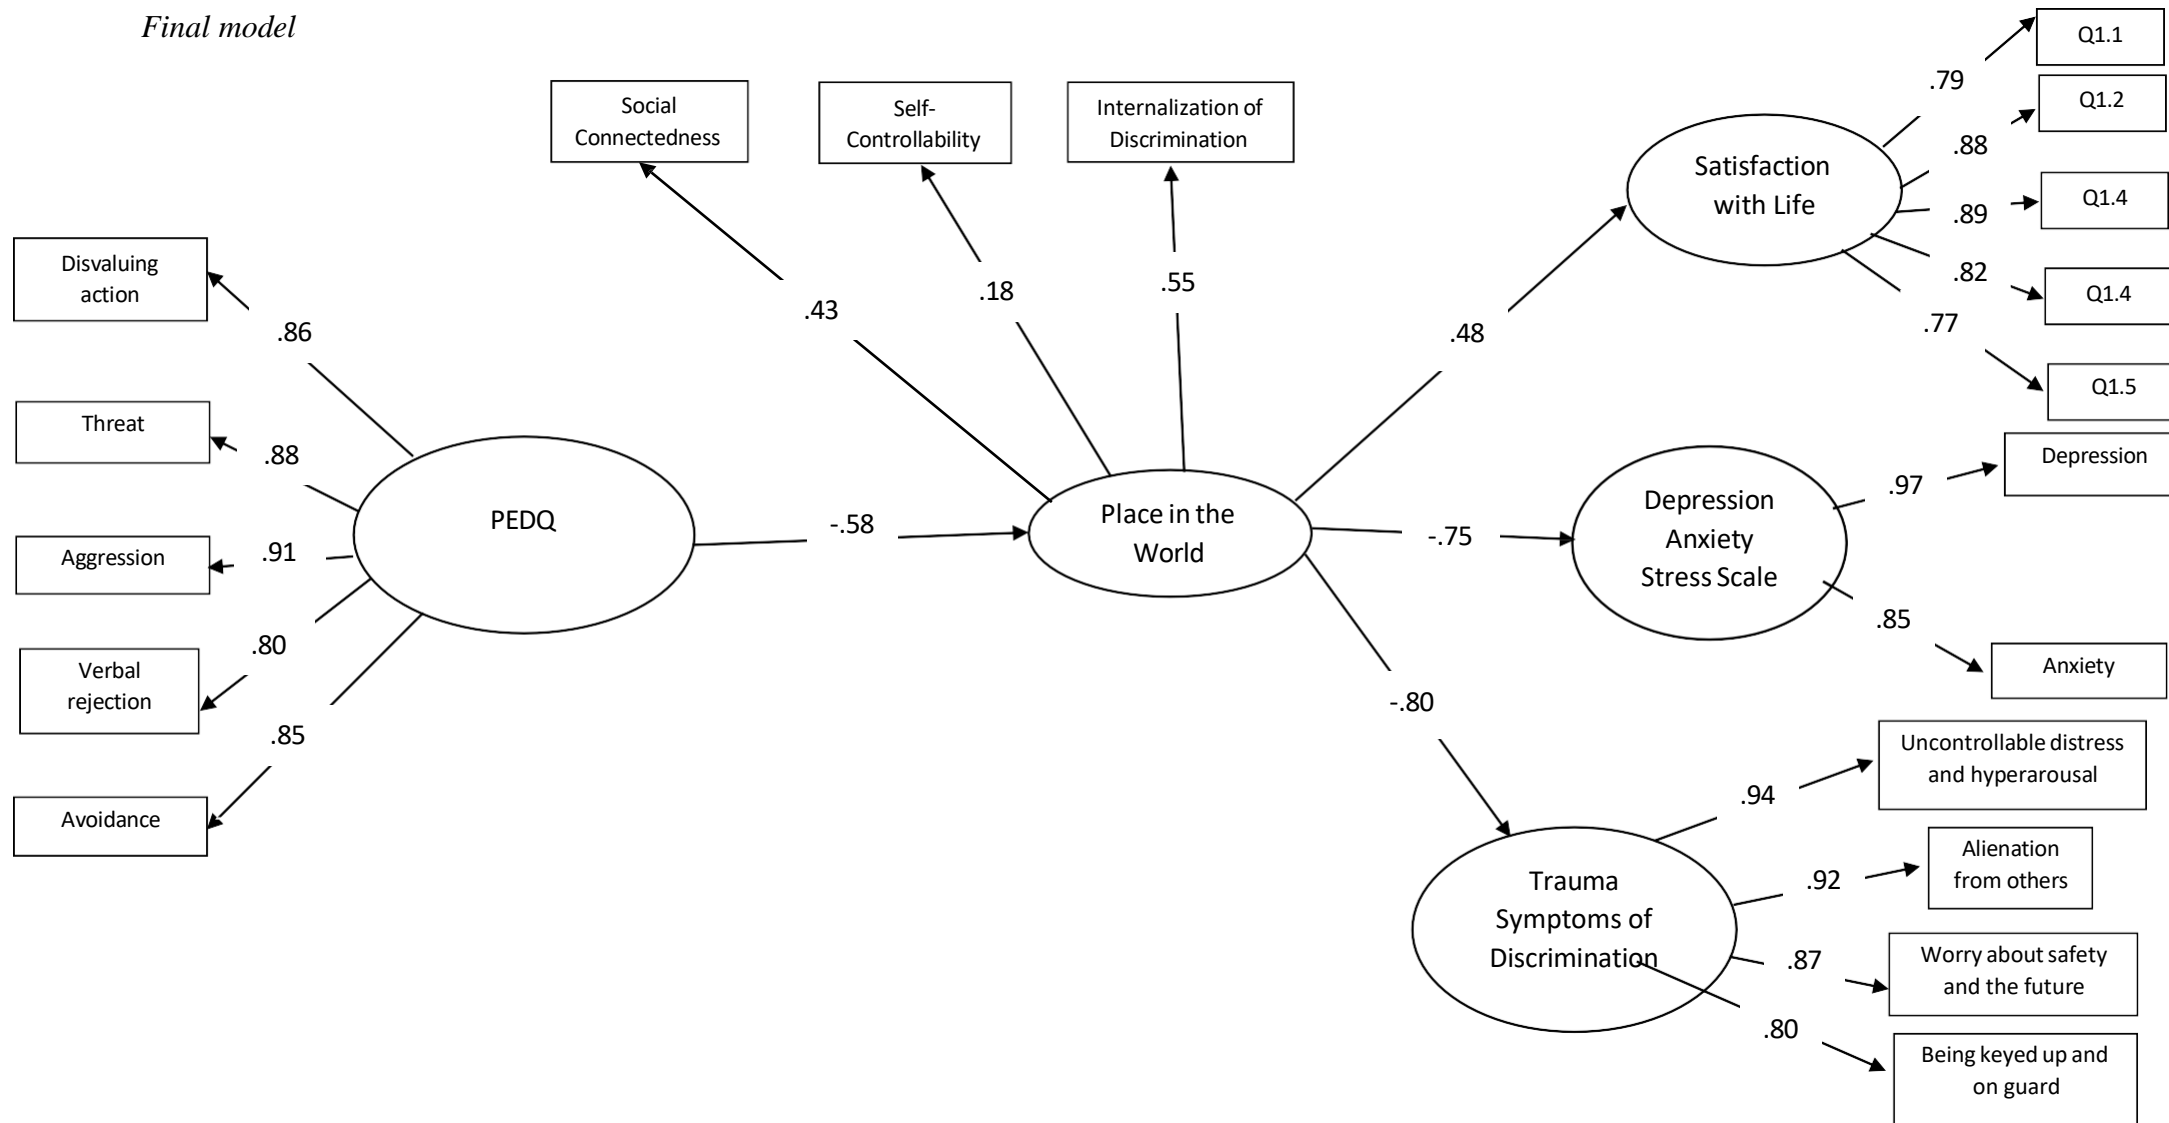 Final model
Social
Connectedness
Self-
Controllability
Internalization of
Discrimination
.43
.18
.55
Disvaluing
action
Threat
Aggression
Verbal
rejection
Avoidance
.86
.88
.91
.80
.85
PEDQ
-.58
Place in the
World
.48
-.75
-.80
Satisfaction
with Life
.79
.88
.89
.82
.77
Q1.1
Q1.2
Q1.4
Q1.4
Q1.5
Depression
Anxiety
Stress Scale
.97
.85
Depression
Anxiety
Trauma
Symptoms of
Discrimination
.94
.92
.87
.80
Uncontrollable distress
and hyperarousal
Alienation
from others
Worry about safety
and the future
Being keyed up and
on guard